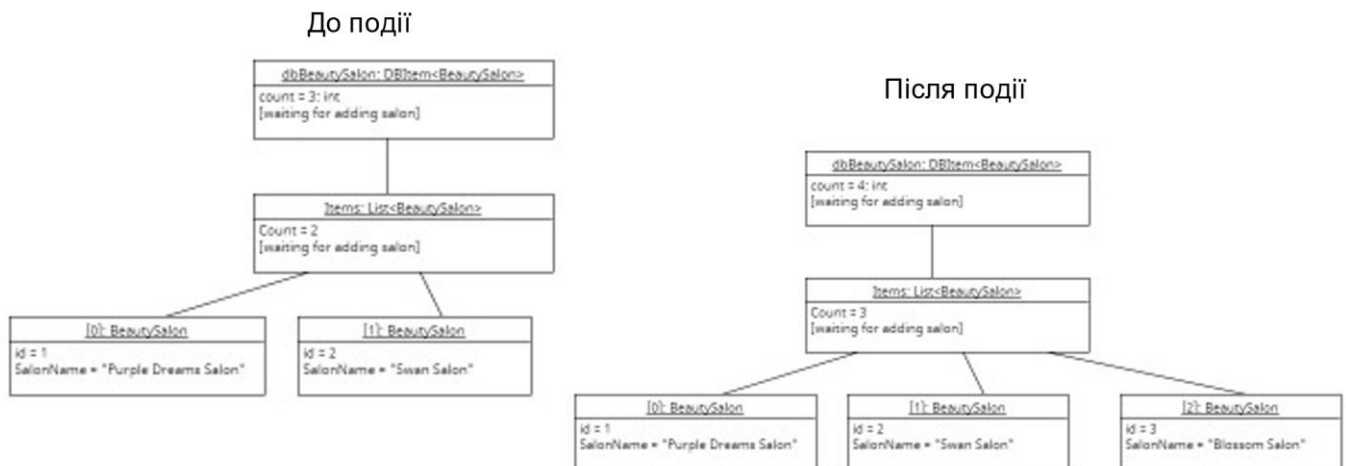 До події
dbBeautySalon: DBItem<BeautySalon>
count = 3: int
[waiting for adding salon]
Items: List<BeautySalon>
Count = 2
[waiting for adding salon]
[0]: BeautySalon
id = 1
SalonName = "Purple Dreams Salon"
[1]: BeautySalon
id = 2
SalonName = "Swan Salon"
Після події
dbBeautySalon: DBItem<BeautySalon>
count = 4: int
[waiting for adding salon]
Items: List<BeautySalon>
Count = 3
[waiting for adding salon]
[0]: BeautySalon
id = 1
SalonName = "Purple Dreams Salon"
[1]: BeautySalon
id = 2
SalonName = "Swan Salon"
[2]: BeautySalon
id = 3
SalonName = "Blossom Salon"